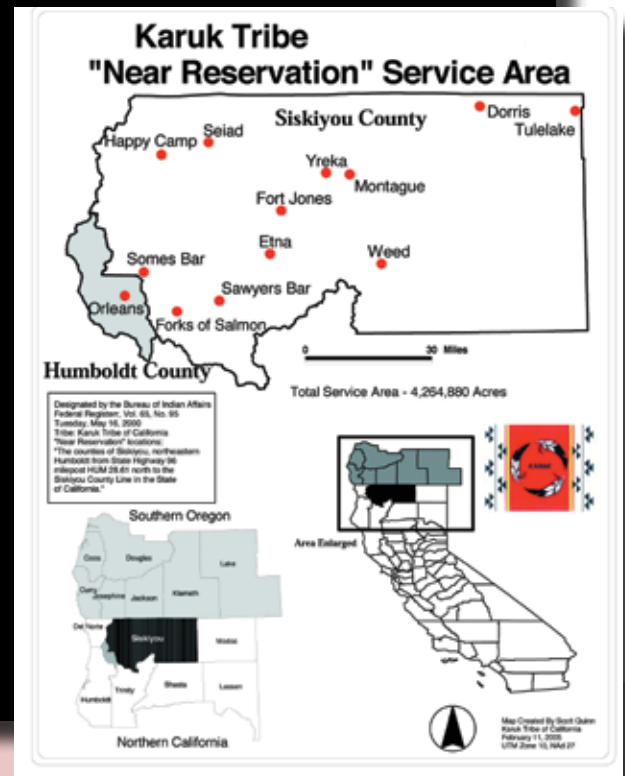 Karuk Tribe
"Near Reservation" Service Area
Siskiyou County
Dorris
Tulelake
Seiad
Happy Camp
Yreka
Montague
Fort Jones
Etna
Weed
Somes Bar
Sawyers Bar
Orleans
Forks of Salmon
0 30 Miles
Humboldt County
Total Service Area - 4,264,880 Acres
Designated by the Bureau of Indian Affairs
Federal Register, Vol. 65, No. 95
Tuesday, May 16, 2000
Tribe: Karuk Tribe of California
"Near Reservation" locations:
"The counties of Siskiyou, northeastern
Humboldt from State Highway 96
milepost HUM 28.61 north to the
Siskiyou County Line in the State
of California."
KARUK
Area Enlarged
Southern Oregon
Coos
Douglas
Lake
Curry
Josephine
Jackson
Klamath
Del Norte
Siskiyou
Modoc
Humboldt
Trinity
Shasta
Lassen
Northern California
Map Created By Scott Quinn
Karuk Tribe of California
February 11, 2005
UTM Zone 10, NAd 27